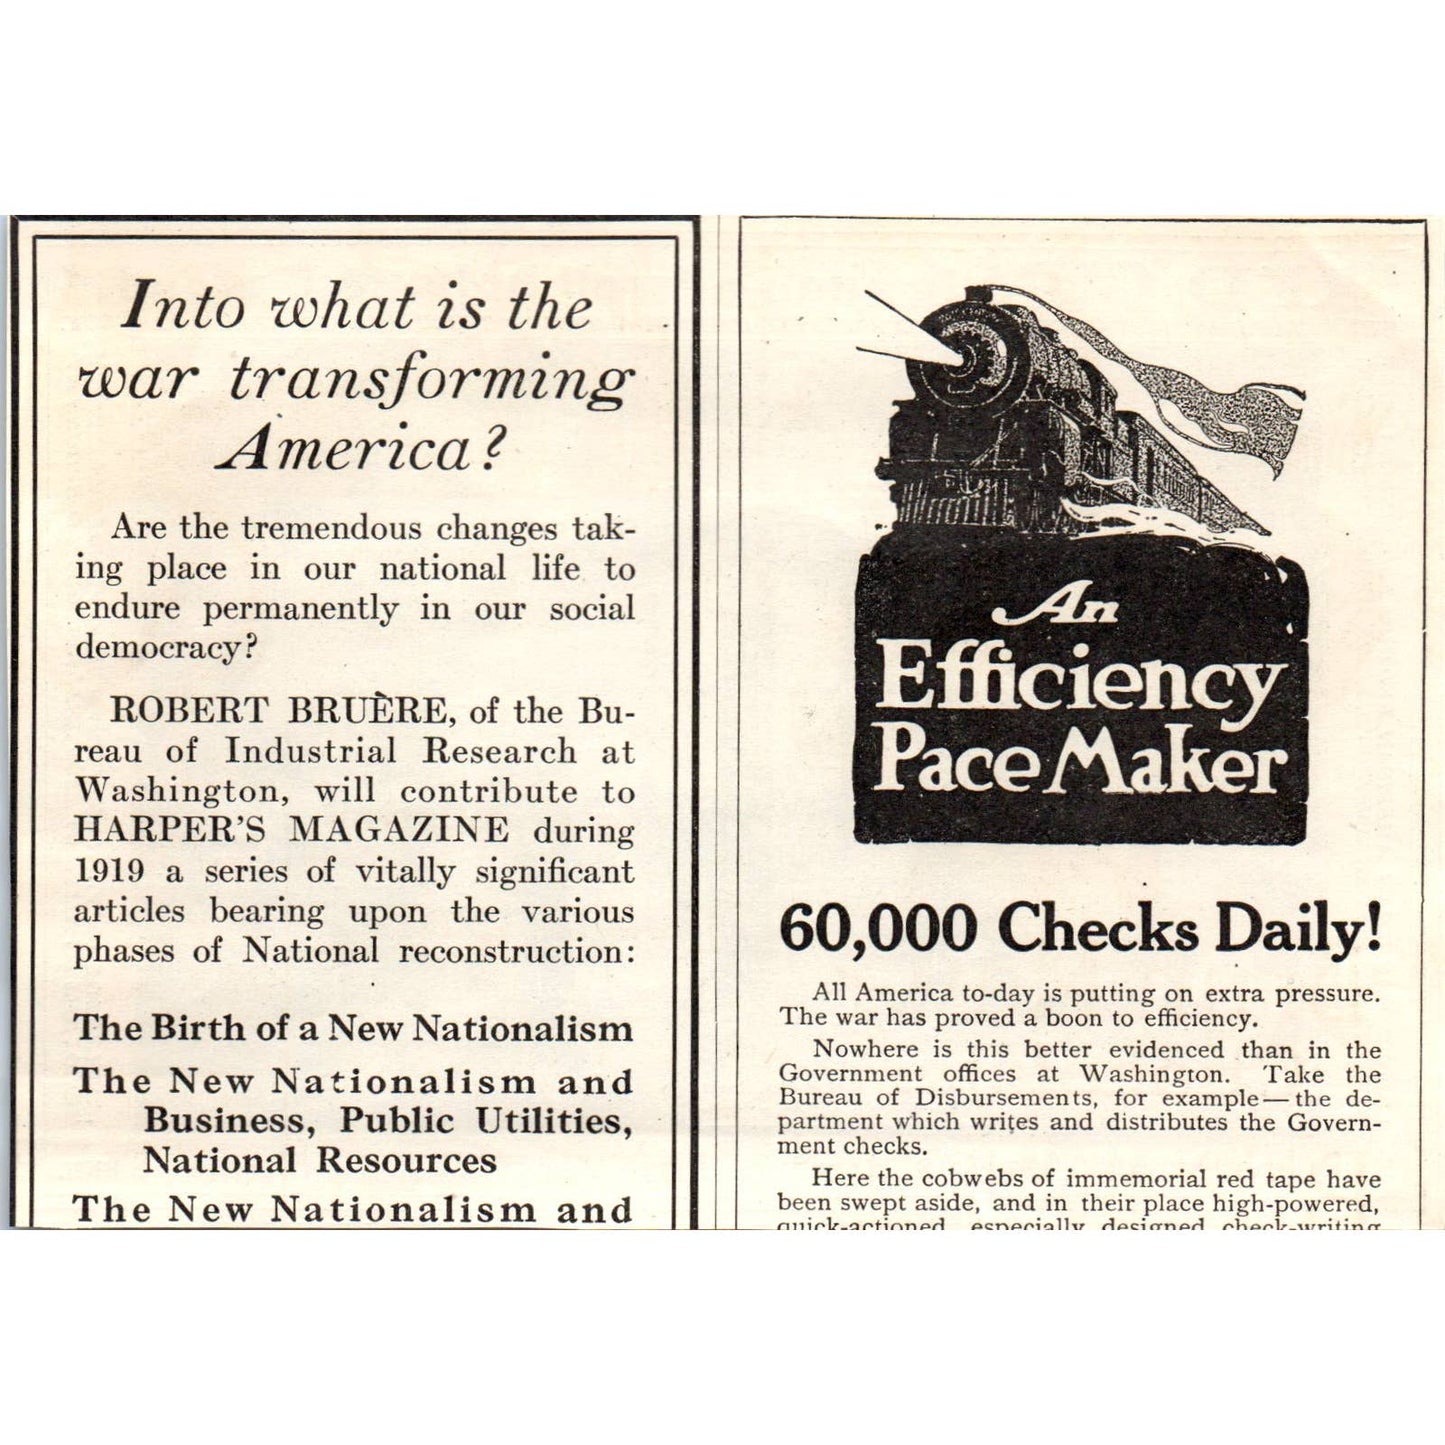 Into what is the
war transforming
America?
Are the tremendous changes tak-
ing place in our national life to
endure permanently in our social
democracy?
ROBERT BRUÈRE, of the Bu-
reau of Industrial Research at
Washington, will contribute to
HARPER'S MAGAZINE during
1919 a series of vitally significant
articles bearing upon the various
phases of National reconstruction:
The Birth of a New Nationalism
The New Nationalism and
Business, Public Utilities,
National Resources
The New Nationalism and
An
Efficiency
Pace Maker
60,000 Checks Daily!
All America to-day is putting on extra pressure.
The war has proved a boon to efficiency.
Nowhere is this better evidenced than in the
Government offices at Washington. Take the
Bureau of Disbursements, for example—the de-
partment which writes and distributes the Govern-
ment checks.
Here the cobwebs of immemorial red tape have
been swept aside, and in their place high-powered,
quick-actioned, especially designed check-writing